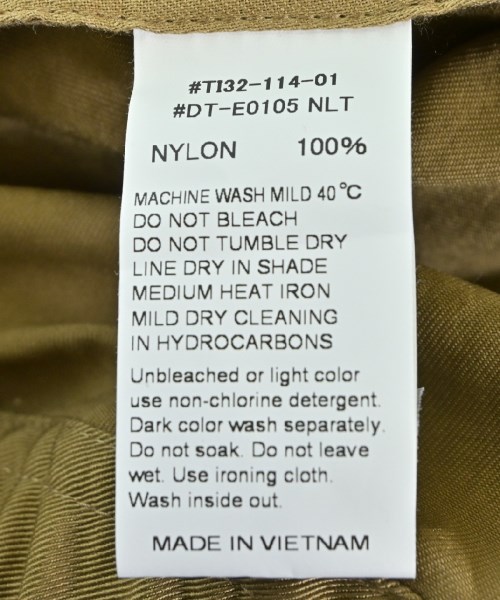 #TI32-114-01
#DT-E0105 NLT
NYLON 100%
MACHINE WASH MILD 40°C
DO NOT BLEACH
DO NOT TUMBLE DRY
LINE DRY IN SHADE
MEDIUM HEAT IRON
MILD DRY CLEANING
IN HYDROCARBONS
Unbleached or light color
use non-chlorine detergent.
Dark color wash separately.
Do not soak. Do not leave
wet. Use ironing cloth.
Wash inside out.
MADE IN VIETNAM